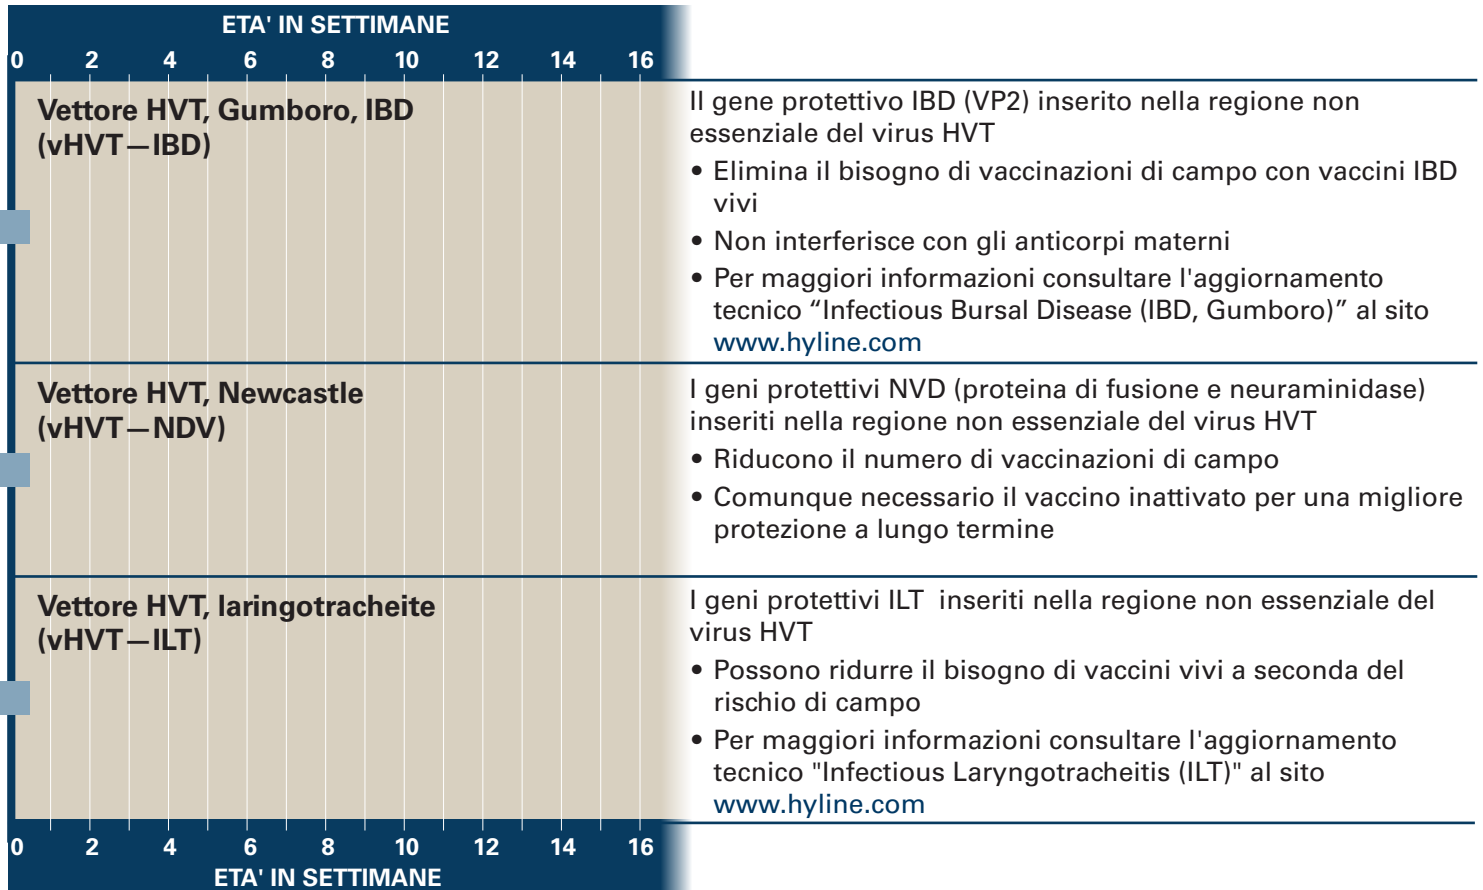 ETA' IN SETTIMANE
0 2 4 6 8 10 12 14 16
Vettore HVT, Gumboro, IBD
(vHVT—IBD)
Il gene protettivo IBD (VP2) inserito nella regione non
essenziale del virus HVT
• Elimina il bisogno di vaccinazioni di campo con vaccini IBD
vivi
• Non interferisce con gli anticorpi materni
• Per maggiori informazioni consultare l'aggiornamento
tecnico “Infectious Bursal Disease (IBD, Gumboro)” al sito
www.hyline.com
Vettore HVT, Newcastle
(vHVT—NDV)
I geni protettivi NVD (proteina di fusione e neuraminidase)
inseriti nella regione non essenziale del virus HVT
• Riducono il numero di vaccinazioni di campo
• Comunque necessario il vaccino inattivato per una migliore
protezione a lungo termine
Vettore HVT, laringotracheite
(vHVT—ILT)
I geni protettivi ILT inseriti nella regione non essenziale del
virus HVT
• Possono ridurre il bisogno di vaccini vivi a seconda del
rischio di campo
• Per maggiori informazioni consultare l'aggiornamento
tecnico "Infectious Laryngotracheitis (ILT)" al sito
www.hyline.com
0 2 4 6 8 10 12 14 16
ETA' IN SETTIMANE